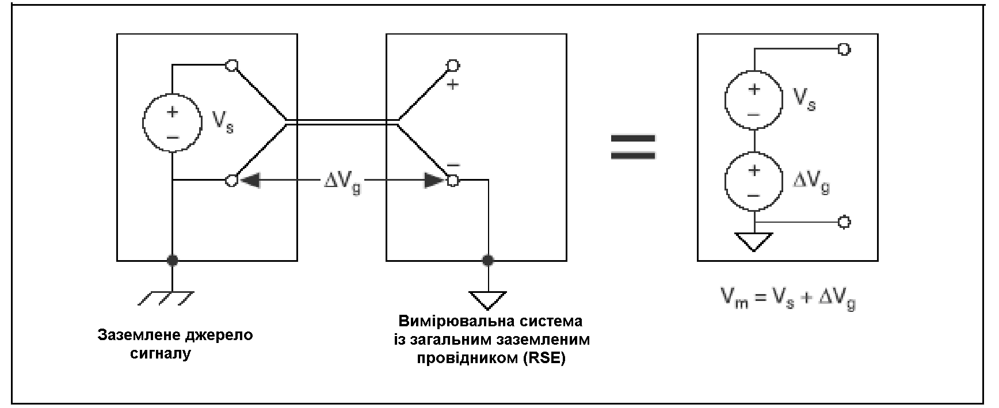 +
−
Vs
ΔVg
+
−
+
−
Vs
+
−
ΔVg
=
Vm = Vs + ΔVg
Заземлене джерело
сигналу
Вимірювальна система
із загальним заземленим
провідником (RSE)